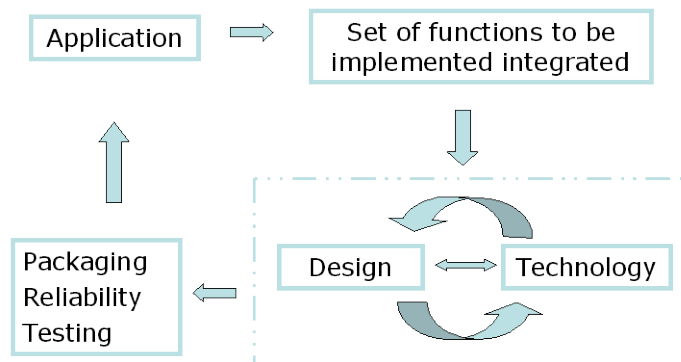 Application
Set of functions to be
implemented integrated
Design
Technology
Packaging
Reliability
Testing